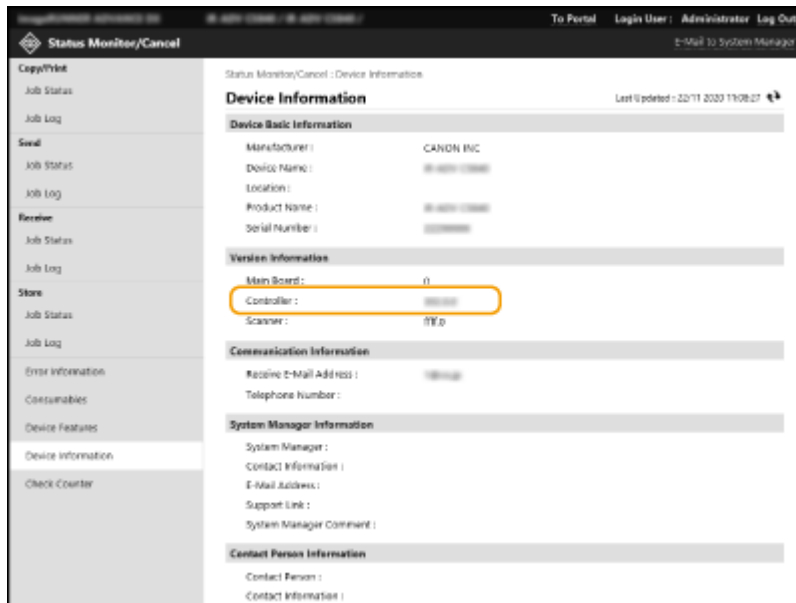 To Portal Login User : Administrator Log Out
Status Monitor/Cancel
E-Mail to System Manager
Copy/Print
Job Status
Job Log
Send
Job Status
Job Log
Receive
Job Status
Job Log
Store
Job Status
Job Log
Error Information
Consumables
Device Features
Device Information
Check Counter
Status Monitor/Cancel : Device Information
Device Information
Last Updated : 22/11 2020 11:08:27
Device Basic Information
Manufacturer : CANON INC
Device Name :
Location :
Product Name :
Serial Number :
Version Information
Main Board :
Controller :
Scanner :
Communication Information
Receive E-Mail Address :
Telephone Number :
System Manager Information
System Manager :
Contact Information :
E-Mail Address :
Support Link :
System Manager Comment :
Contact Person Information
Contact Person :
Contact Information :